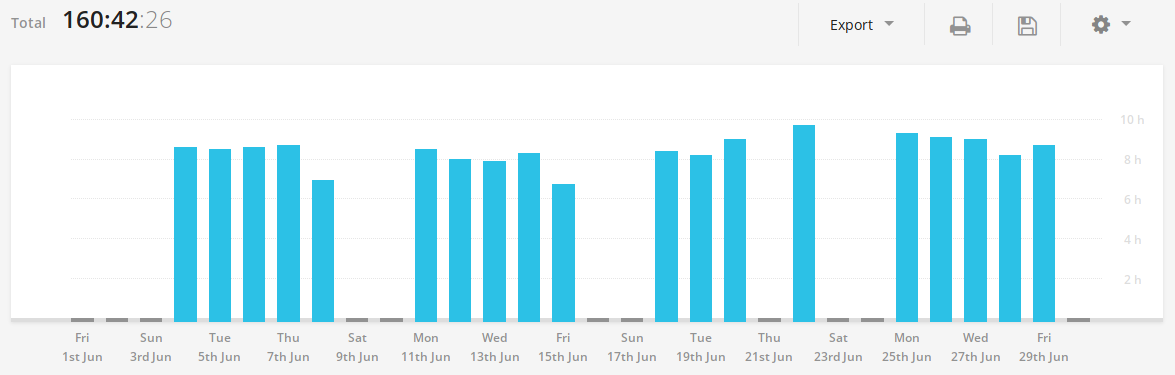 Total 160:42:26 Export
10 h
8 h
6 h
4 h
2 h
Fri Sun Tue Thu Sat Mon Wed Fri Sun Tue Thu Sat Mon Wed Fri
1st Jun 3rd Jun 5th Jun 7th Jun 9th Jun 11th Jun 13th Jun 15th Jun 17th Jun 19th Jun 21st Jun 23rd Jun 25th Jun 27th Jun 29th Jun